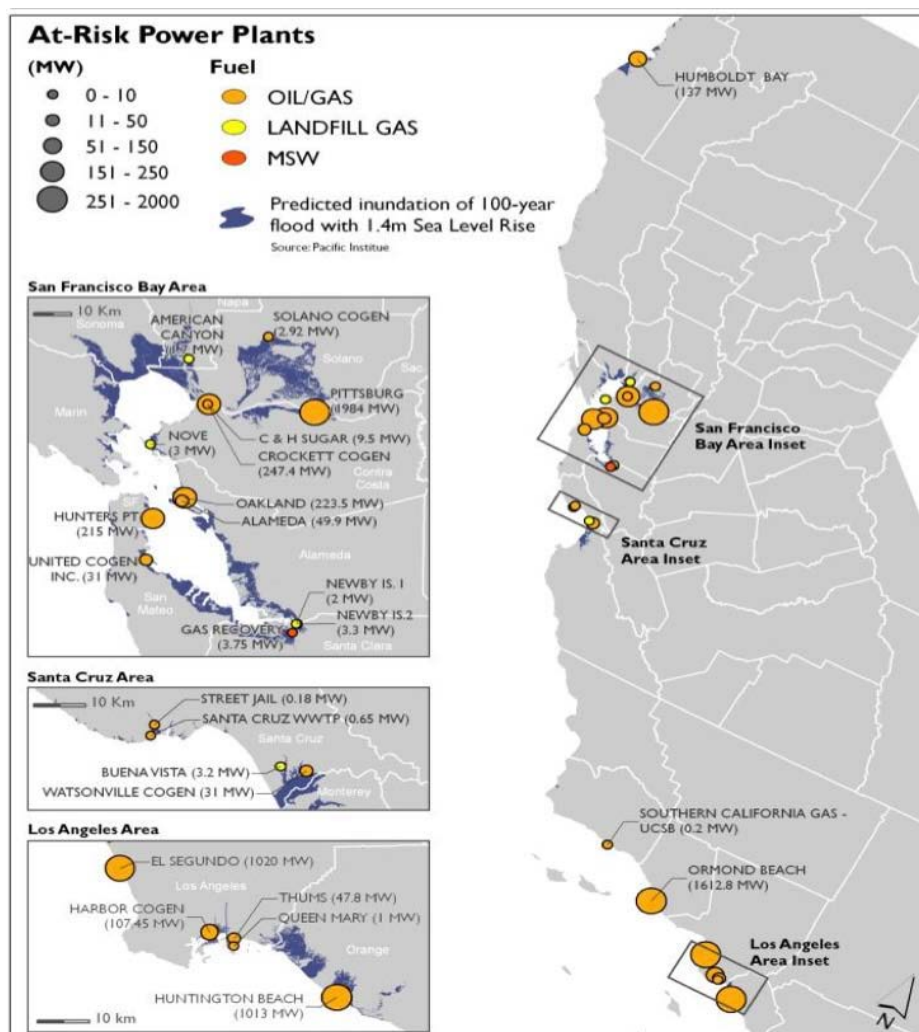 At-Risk Power Plants
(MW)
0 - 10
11 - 50
51 - 150
151 - 250
251 - 2000
Fuel
OIL/GAS
LANDFILL GAS
MSW
Predicted inundation of 100-year
flood with 1.4m Sea Level Rise
Source: Pacific Institue
HUMBOLDT BAY
(137 MW)
San Francisco Bay Area
10 Km
Sonoma
Napa
AMERICAN
CANYON
MW)
SOLANO COGEN
(2.92 MW)
Solano
Sac.
Marin
PITTSBURG
(1984 MW)
NOVE
(3 MW)
C & H SUGAR (9.5 MW)
CROCKETT COGEN
(247.4 MW)
Contra
Costa
SF
OAKLAND (223.5 MW)
ALAMEDA (49.9 MW)
HUNTERS PT
(215 MW)
Alameda
UNITED COGEN
INC. (31 MW)
San
Mateo
NEWBY IS. 1
(2 MW)
NEWBY IS.2
(3.3 MW)
GAS RECOVERY
(3.75 MW)
Santa Clara
San Francisco
Bay Area Inset
Santa Cruz
Area Inset
Santa Cruz Area
10 Km
STREET JAIL (0.18 MW)
SANTA CRUZ WWTP (0.65 MW)
Santa Cruz
BUENA VISTA (3.2 MW)
WATSONVILLE COGEN (31 MW)
Monterey
Los Angeles Area
EL SEGUNDO (1020 MW)
Los Angeles
THUMS (47.8 MW)
HARBOR COGEN
(107.45 MW)
QUEEN MARY (1 MW)
Orange
HUNTINGTON BEACH
(1013 MW)
10 km
SOUTHERN CALIFORNIA GAS -
UCSB (0.2 MW)
ORMOND BEACH
(1612.8 MW)
Los Angeles
Area Inset
N